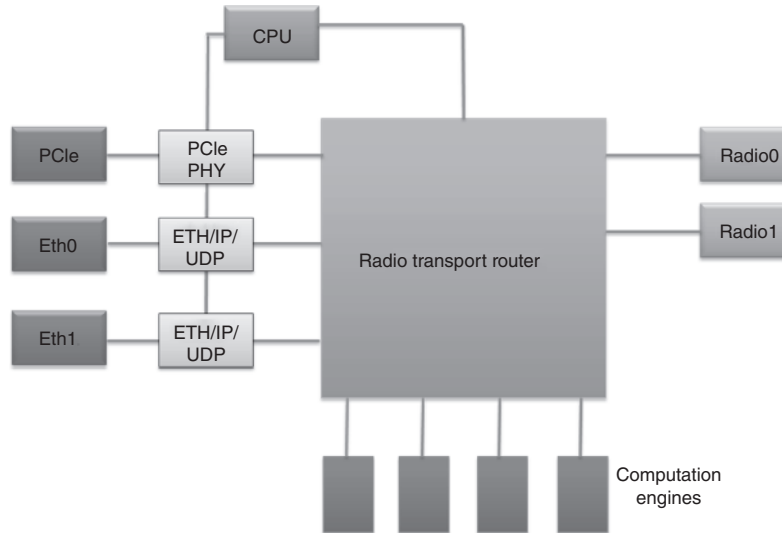 CPU
PCIe
PCIe
PHY
Radio0
Eth0
ETH/IP/
UDP
Radio transport router
Radio1
Eth1
ETH/IP/
UDP
Computation
engines